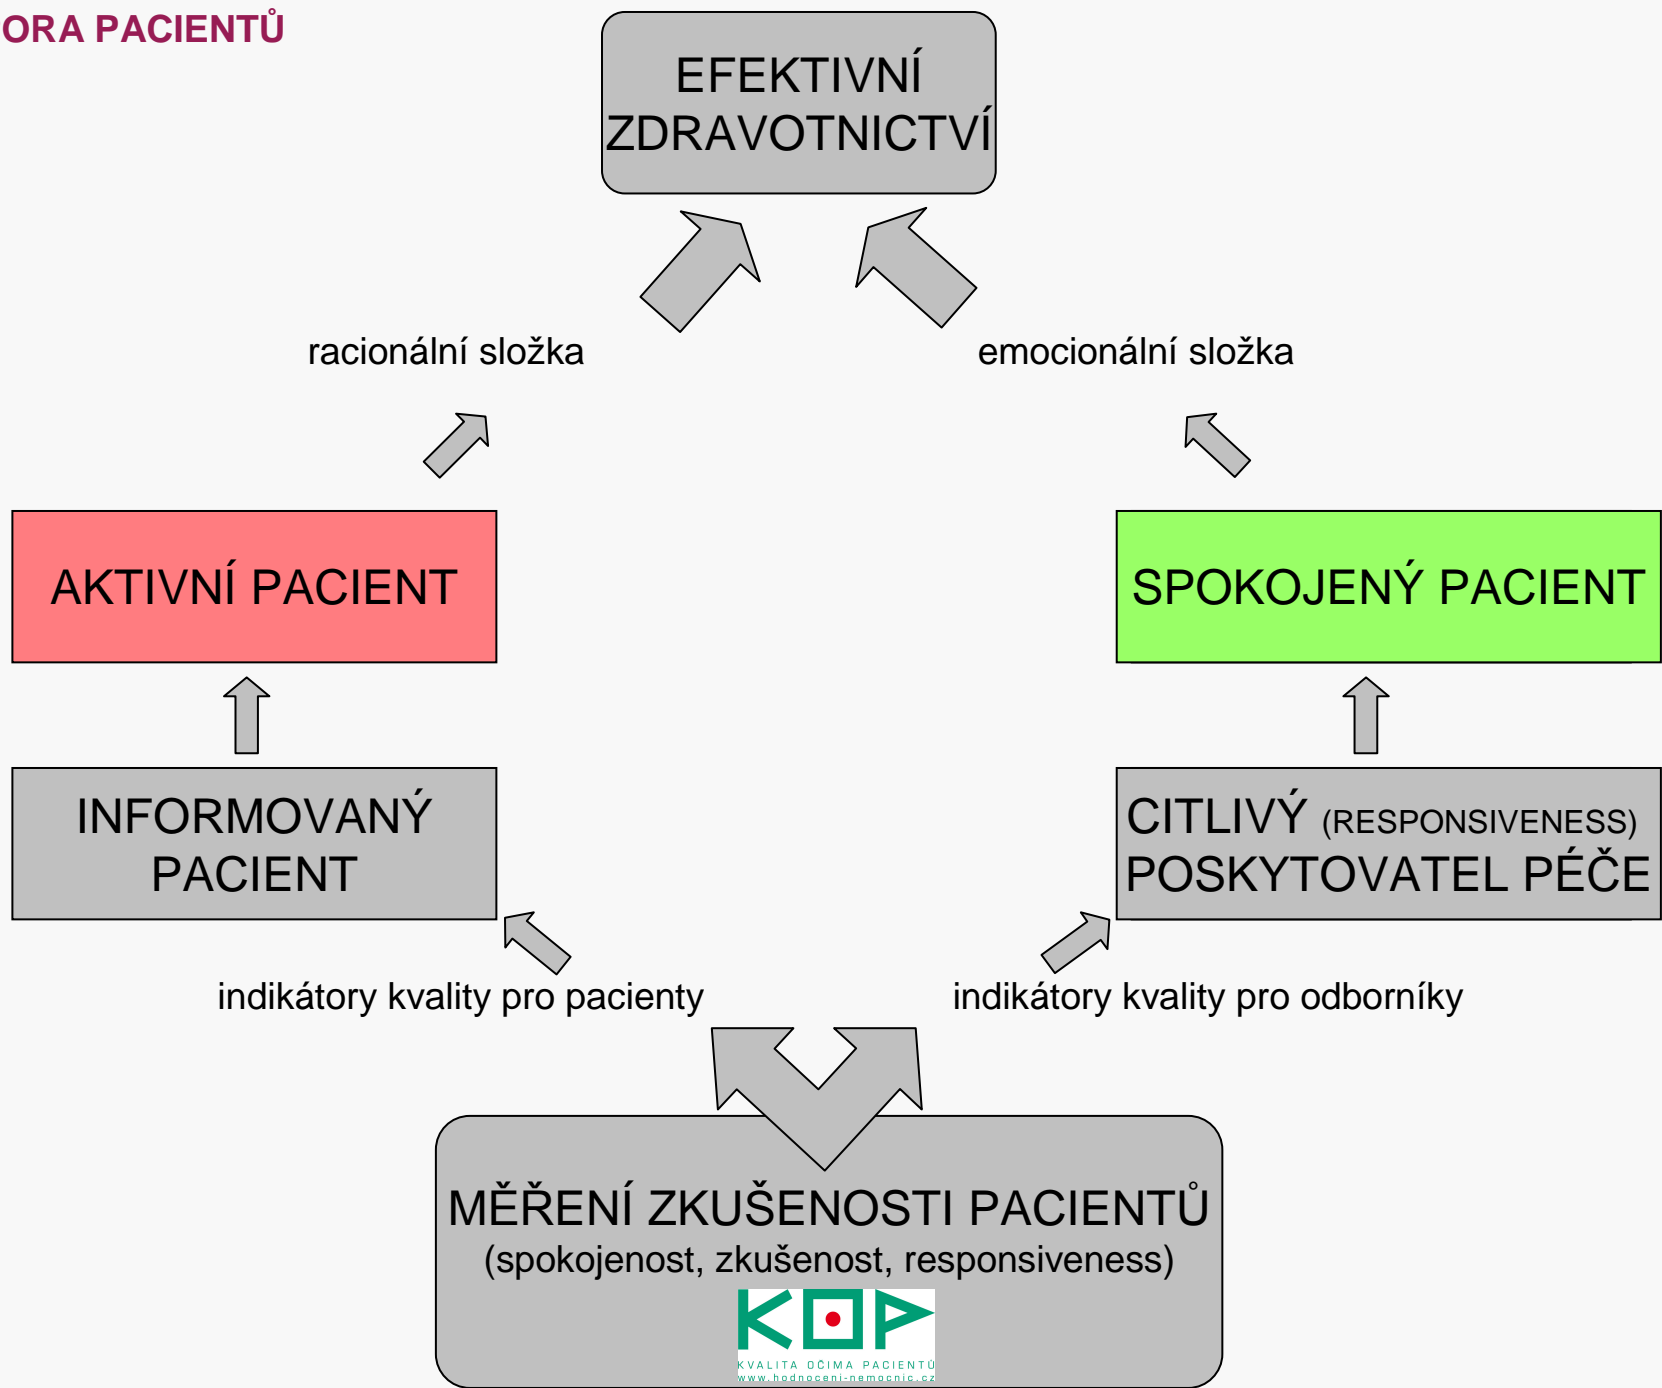 ORA PACIENTŮ
EFEKTIVNÍ
ZDRAVOTNICTVÍ
racionální složka
emocionální složka
AKTIVNÍ PACIENT
SPOKOJENÝ PACIENT
INFORMOVANÝ
PACIENT
CITLIVÝ (RESPONSIVENESS)
POSKYTOVATEL PÉČE
indikátory kvality pro pacienty
indikátory kvality pro odborníky
MĚŘENÍ ZKUŠENOSTI PACIENTŮ
(spokojenost, zkušenost, responsiveness)
KOP
KVALITA OČIMA PACIENTŮ
www.hodnoceni-nemocnic.cz